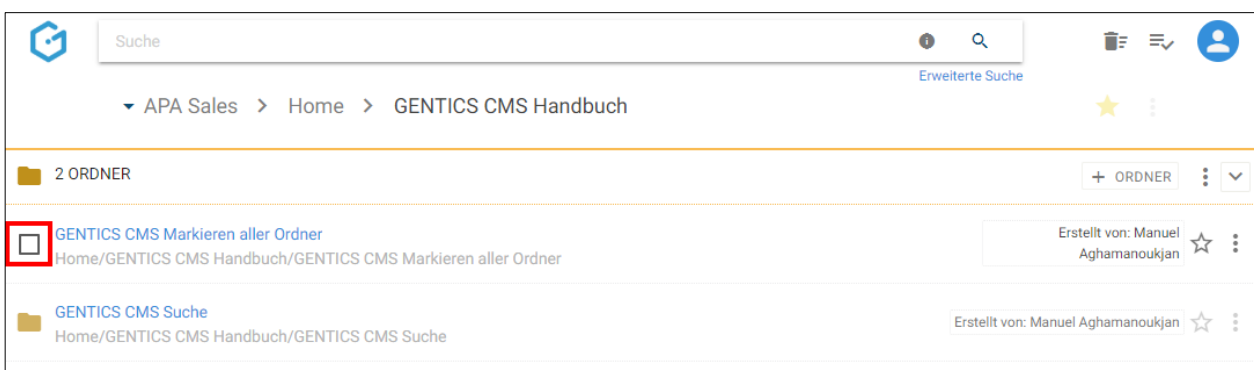 Suche
Erweiterte Suche
APA Sales > Home > GENTICS CMS Handbuch
2 ORDNER
+ ORDNER
GENTICS CMS Markieren aller Ordner
Home/GENTICS CMS Handbuch/GENTICS CMS Markieren aller Ordner
Erstellt von: Manuel
Aghamanoukjan
GENTICS CMS Suche
Home/GENTICS CMS Handbuch/GENTICS CMS Suche
Erstellt von: Manuel Aghamanoukjan